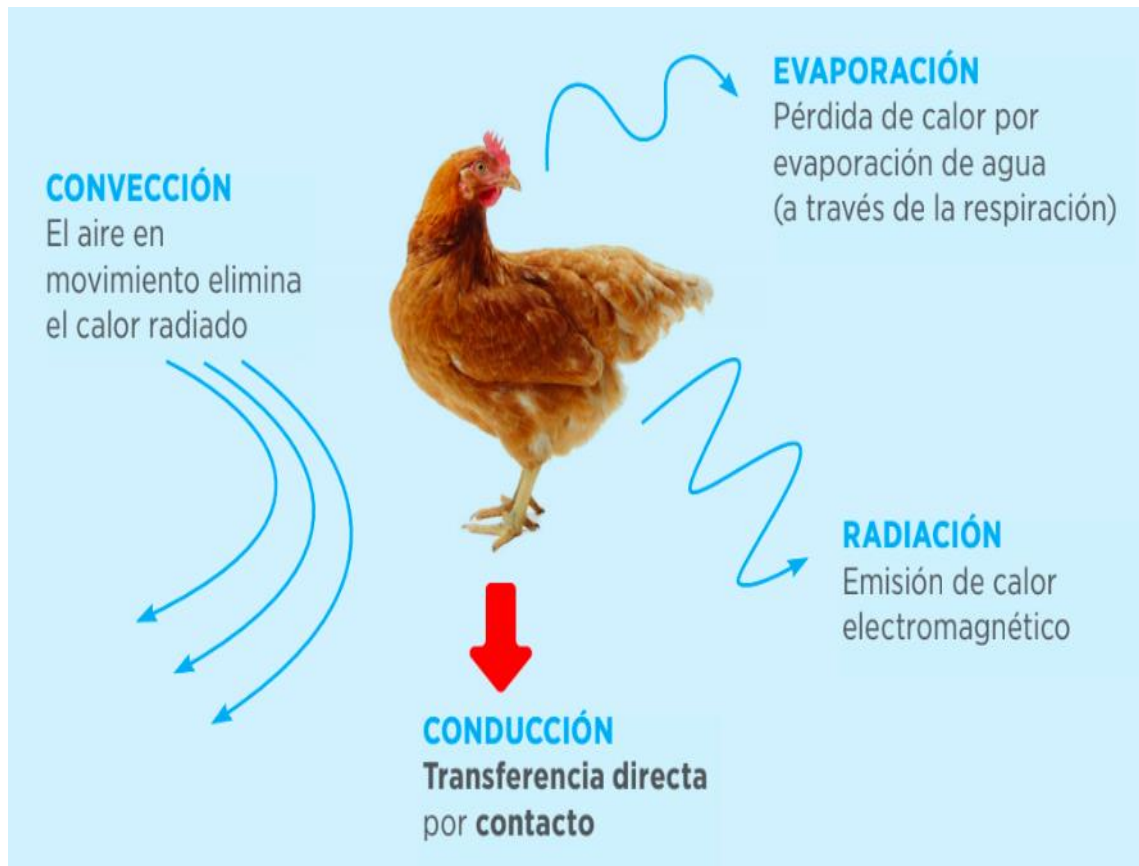 EVAPORACIÓN
Pérdida de calor por
evaporación de agua
(a través de la respiración)
CONVECCIÓN
El aire en
movimiento elimina
el calor radiado
RADIACIÓN
Emisión de calor
electromagnético
CONDUCCIÓN
Transferencia directa
por contacto